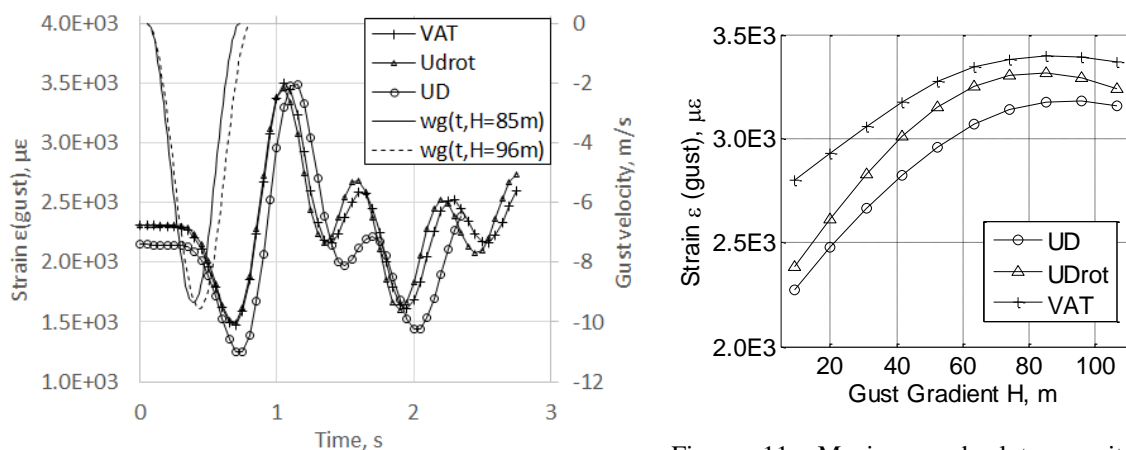 4.0E+03
3.5E+03
3.0E+03
2.5E+03
2.0E+03
1.5E+03
1.0E+03
Strain ε(gust), με
0
1
2
3
Time, s
0
-2
-4
-6
-8
-10
-12
Gust velocity, m/s
VAT
Udrot
UD
wg(t,H=85m)
wg(t,H=96m)
3.5E3
3.0E3
2.5E3
2.0E3
Strain ε (gust), με
20
40
60
80
100
Gust Gradient H, m
UD
UDrot
VAT